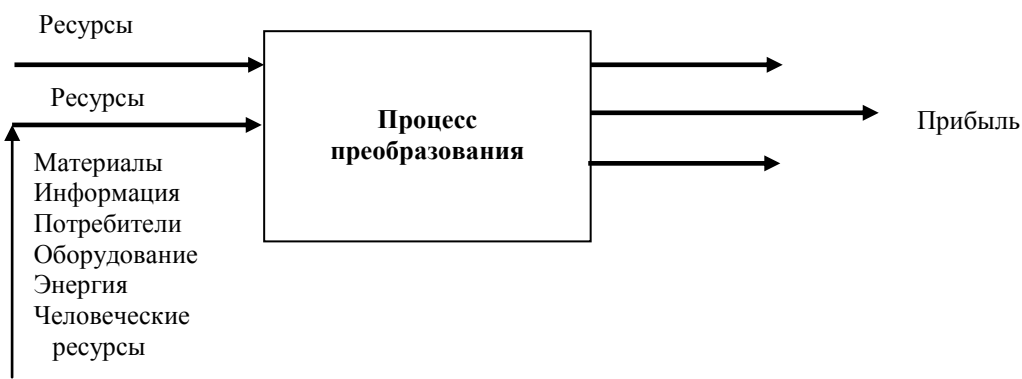 Ресурсы
Ресурсы
Процесс
преобразования
Прибыль
Материалы
Информация
Потребители
Оборудование
Энергия
Человеческие
ресурсы